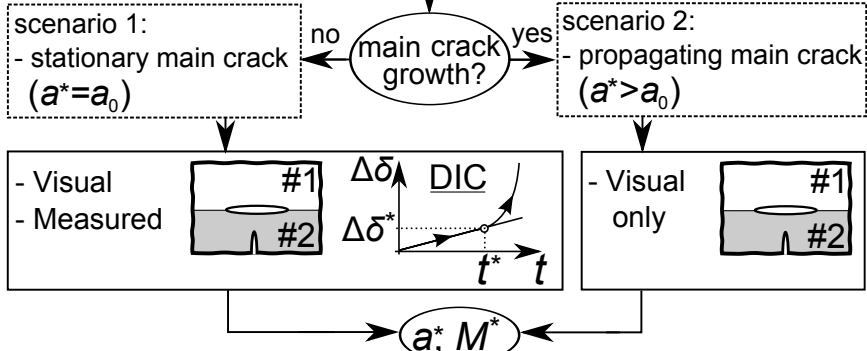 scenario 1:
- stationary main crack
(a*=a₀)
no
main crack
growth?
yes
scenario 2:
- propagating main crack
(a*>a₀)
- Visual
- Measured
#1
#2
Δδ
DIC
Δδ*
t*
t
- Visual
only
#1
#2
a*, M*